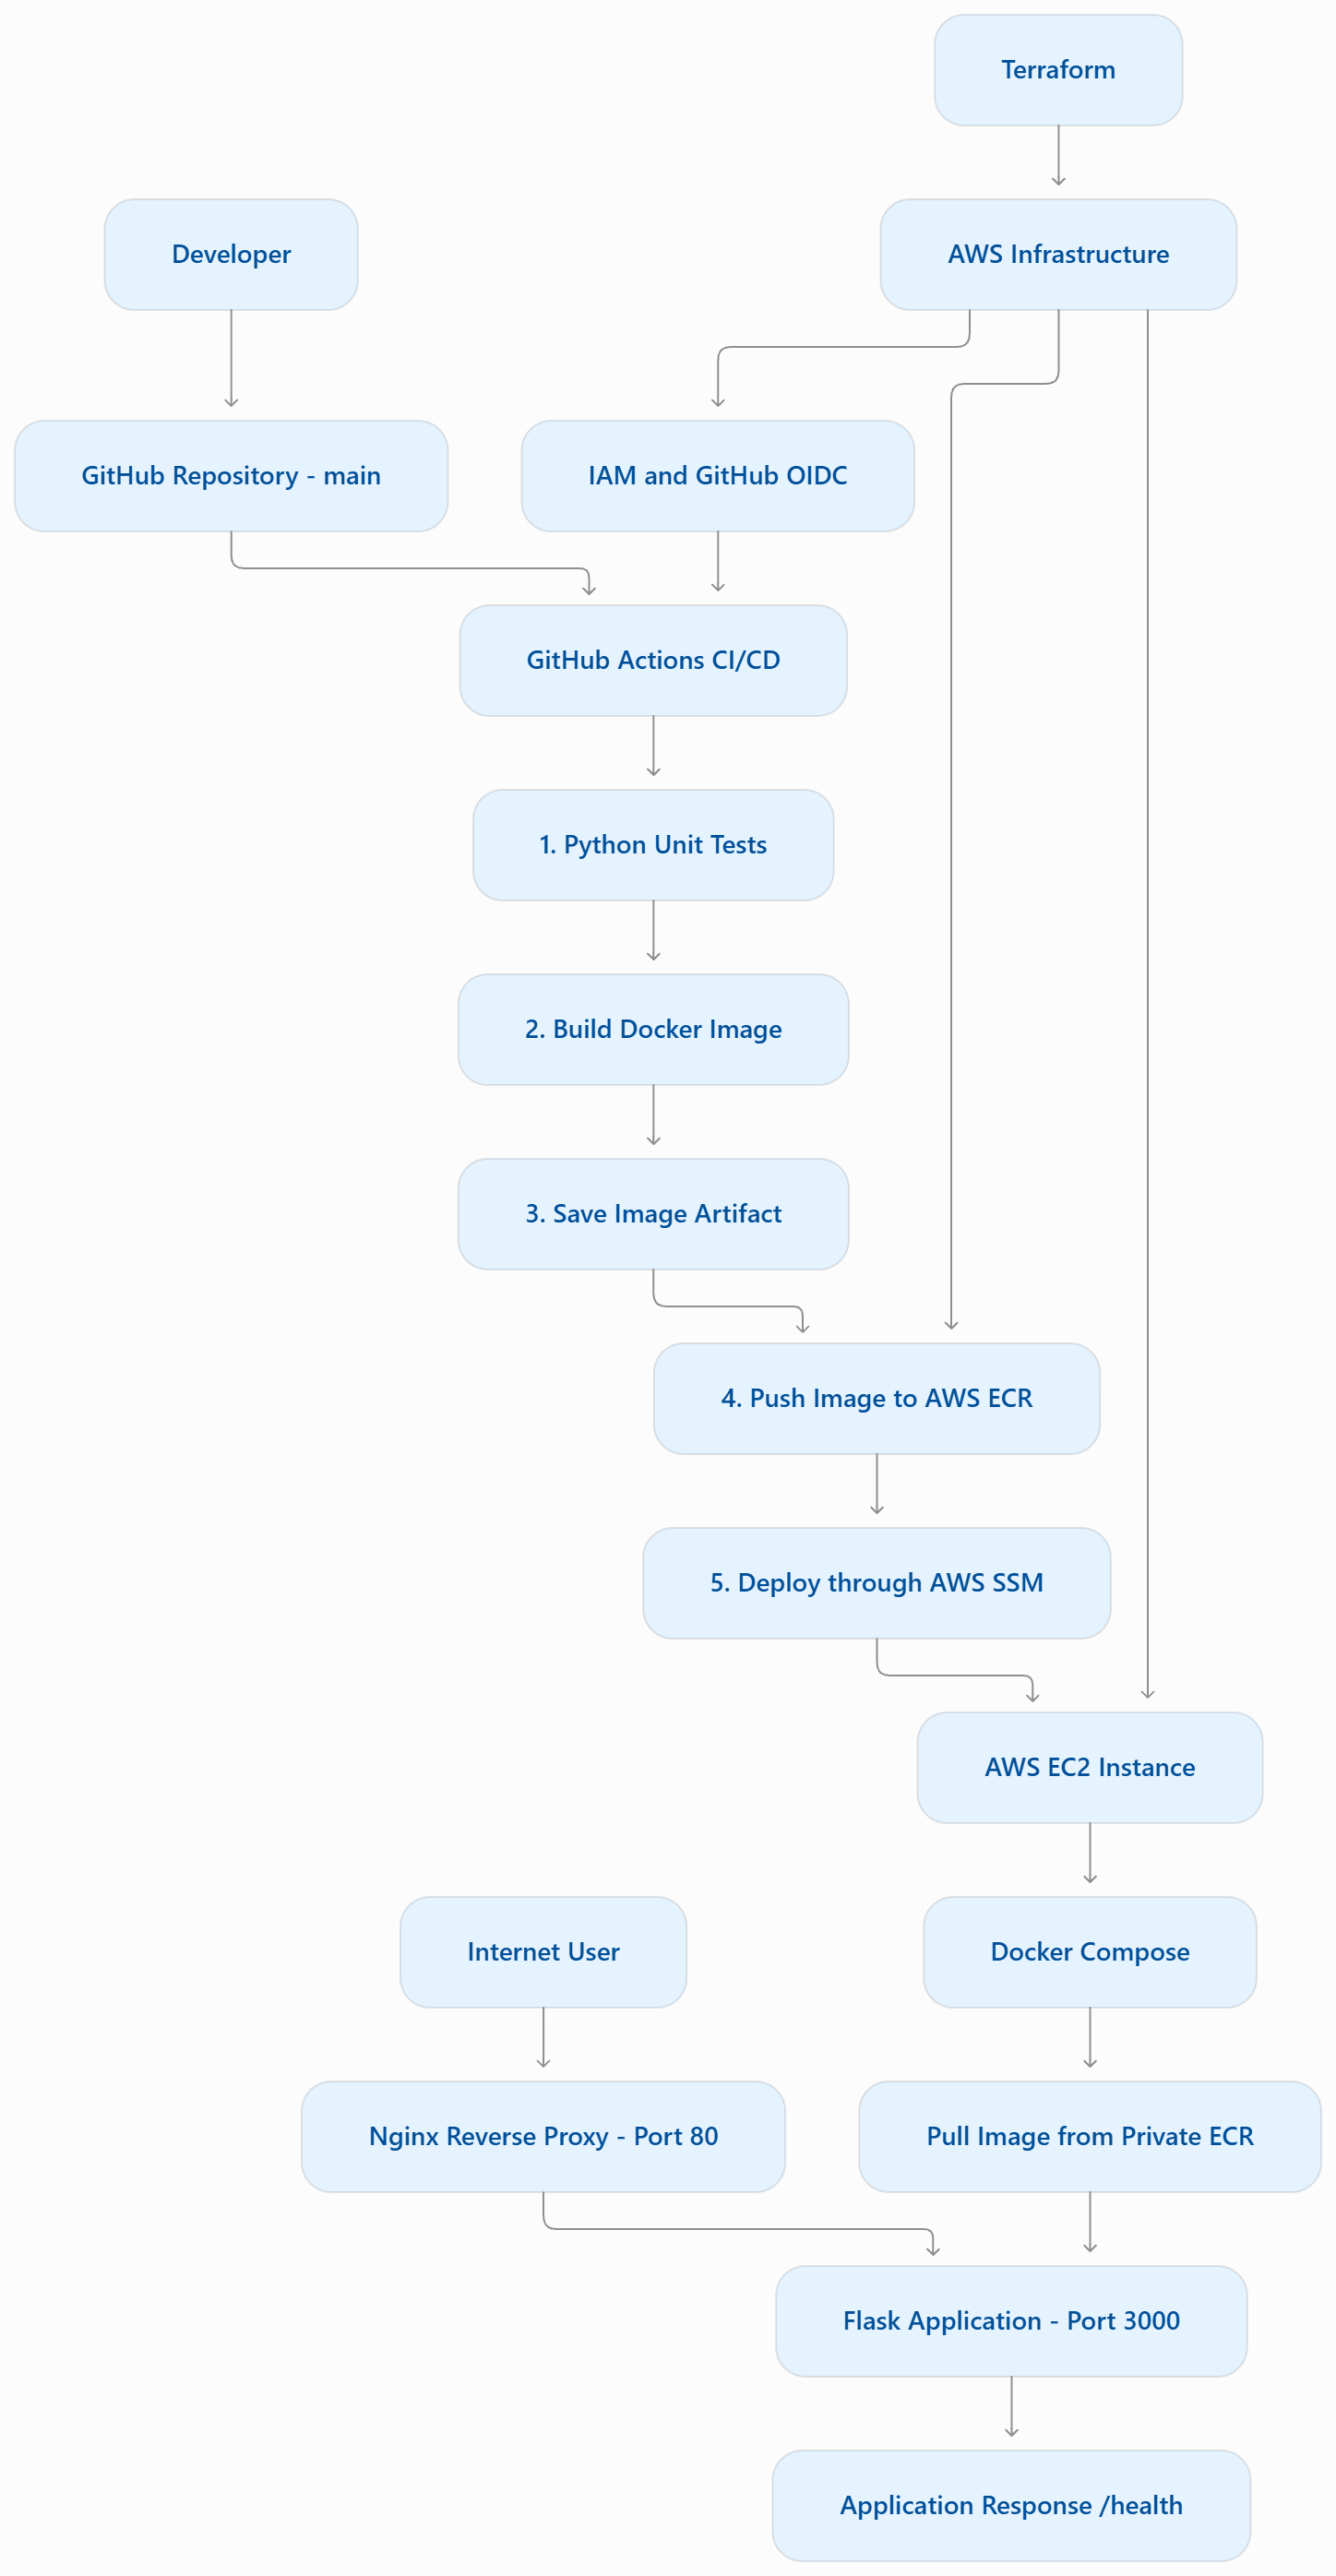 Terraform
Developer
AWS Infrastructure
GitHub Repository - main
IAM and GitHub OIDC
GitHub Actions CI/CD
1. Python Unit Tests
2. Build Docker Image
3. Save Image Artifact
4. Push Image to AWS ECR
5. Deploy through AWS SSM
AWS EC2 Instance
Internet User
Docker Compose
Nginx Reverse Proxy - Port 80
Pull Image from Private ECR
Flask Application - Port 3000
Application Response /health